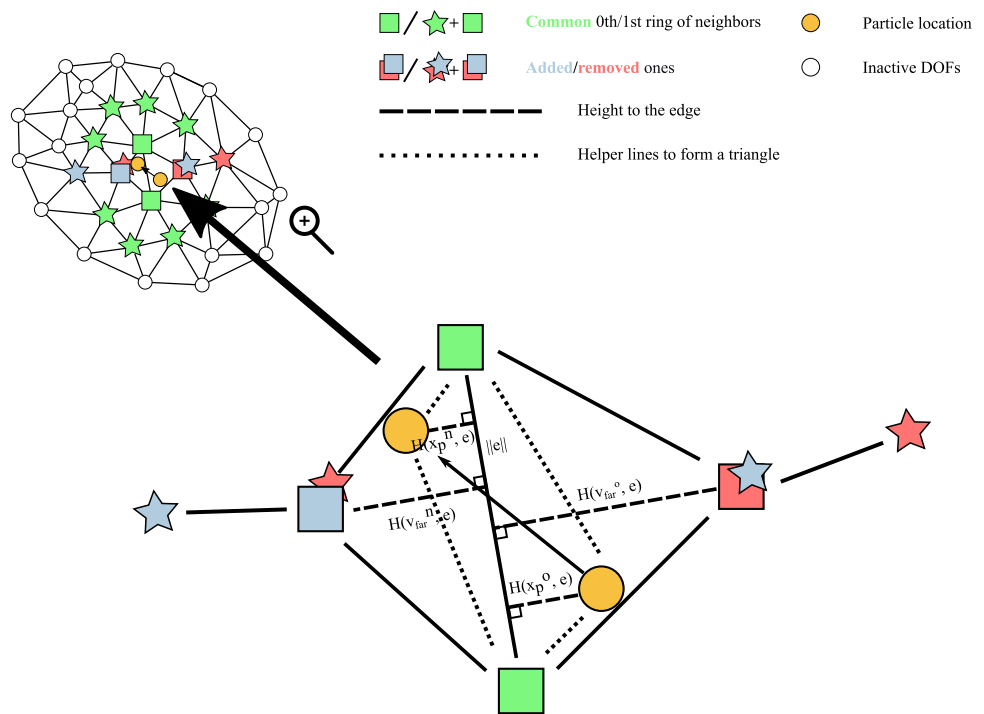 Common 0th/1st ring of neighbors
Particle location
Added/removed ones
Inactive DOFs
Height to the edge
Helper lines to form a triangle
H(xpn, e)
||e||
H(vfaro, e)
H(vfarn, e)
H(xpo, e)